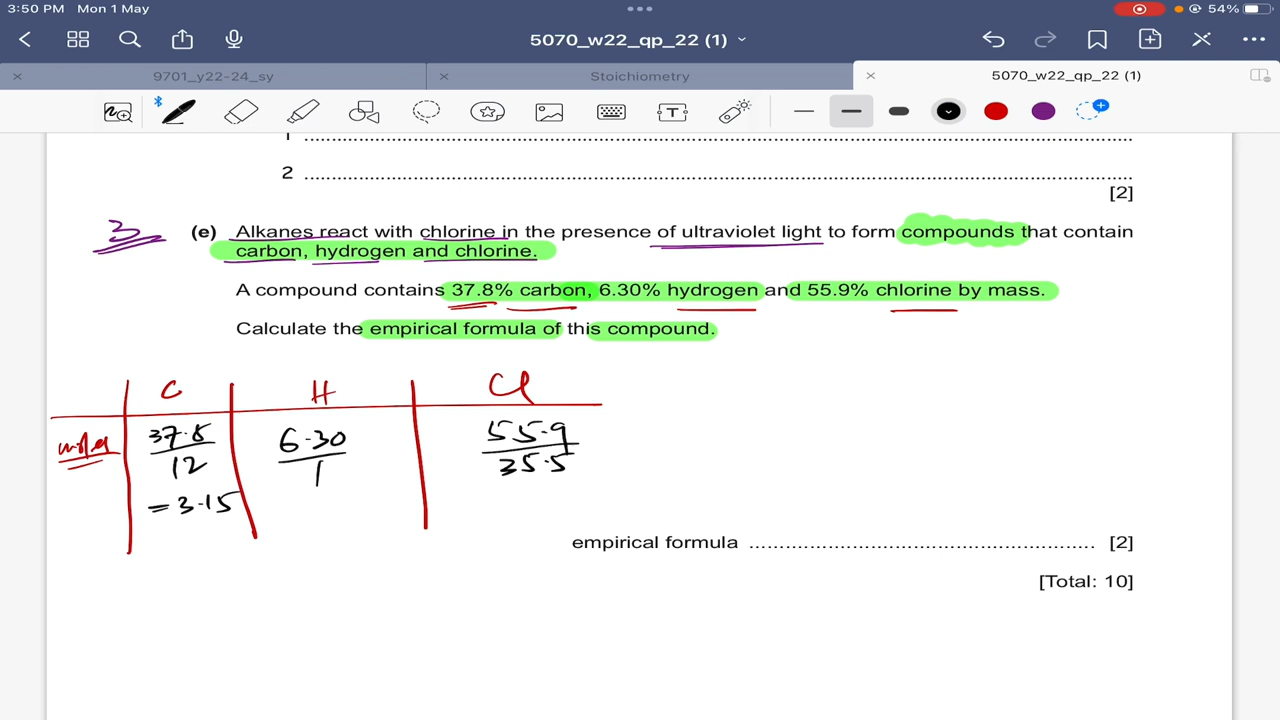 3:50 PM Mon 1 May
54%
5070_w22_qp_22 (1)
9701_y22-24_sy
Stoichiometry
5070_w22_qp_22 (1)
1 ........................................................................
2 ........................................................................
[2]
3
(e) Alkanes react with chlorine in the presence of ultraviolet light to form compounds that contain
carbon, hydrogen and chlorine.
A compound contains 37.8% carbon, 6.30% hydrogen and 55.9% chlorine by mass.
Calculate the empirical formula of this compound.
C H Cl
moles 37.8 6.30 55.9
12 1 35.5
= 3.15
empirical formula ............................................................ [2]
[Total: 10]